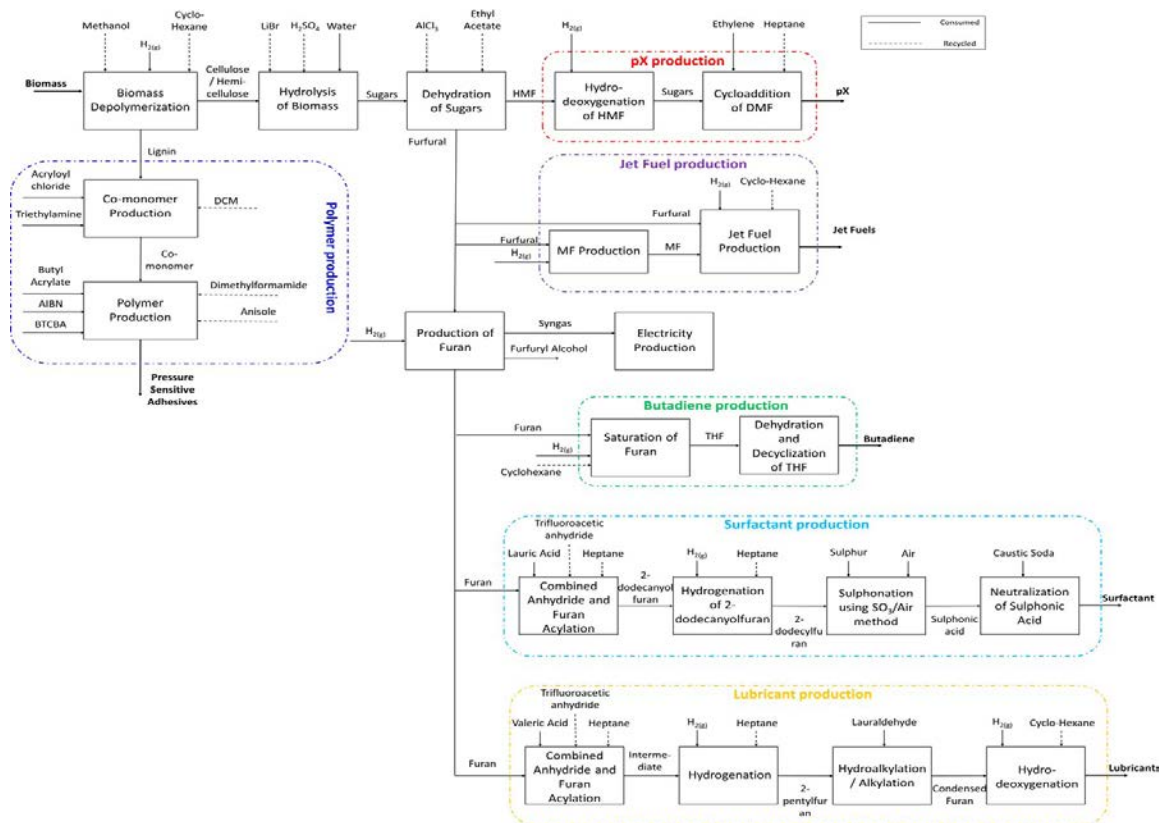 Methanol
H2(g)
Cyclo-
Hexane
LiBr
H2SO4
Water
AlCl3
Ethyl
Acetate
H2(g)
Ethylene
Heptane
Consumed
Recycled
pX production
Biomass
Biomass
Depolymerization
Cellulose
/ Hemi-
cellulose
Hydrolysis
of Biomass
Sugars
Dehydration
of Sugars
HMF
Hydro-
deoxygenation
of HMF
Sugars
Cycloaddition
of DMF
pX
Lignin
Furfural
Polymer production
Acryloyl
chloride
Triethylamine
Co-monomer
Production
DCM
Co-
monomer
Butyl
Acrylate
AIBN
BTCBA
Polymer
Production
Dimethylformamide
Anisole
Pressure
Sensitive
Adhesives
Jet Fuel production
H2(g)
Cyclo-Hexane
Furfural
Furfural
H2(g)
MF Production
MF
Jet Fuel
Production
Jet Fuels
H2(g)
Production of
Furan
Syngas
Furfuryl Alcohol
Electricity
Production
Butadiene production
Furan
H2(g)
Cyclohexane
Saturation of
Furan
THF
Dehydration
and
Decyclization
of THF
Butadiene
Surfactant production
Trifluoroacetic
anhydride
Lauric Acid
Heptane
H2(g)
Heptane
Sulphur
Air
Caustic Soda
Furan
Combined
Anhydride and
Furan Acylation
2-
dodecanyol
furan
Hydrogenation
of 2-
dodecanyolfuran
2-
dodecylfu
ran
Sulphonation
using SO3/Air
method
Sulphonic
acid
Neutralization
of Sulphonic
Acid
Surfactant
Lubricant production
Trifluoroacetic
anhydride
Valeric Acid
Heptane
H2(g)
Heptane
Lauraldehyde
H2(g)
Cyclo-Hexane
Furan
Combined
Anhydride and
Furan Acylation
Interme-
diate
Hydrogenation
2-
pentylfur
an
Hydroalkylation
/ Alkylation
Condensed
Furan
Hydro-
deoxygenation
Lubricants